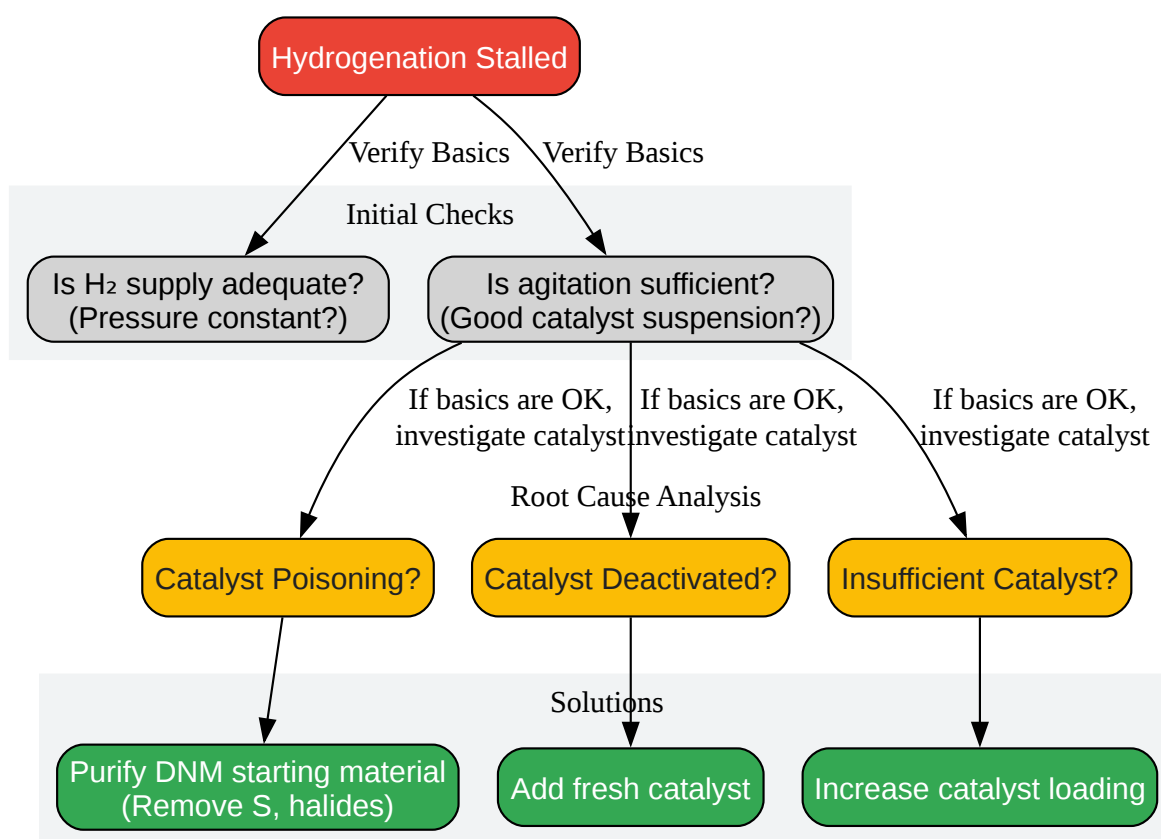 Hydrogenation Stalled
Verify Basics
Verify Basics
Initial Checks
Is H₂ supply adequate?
(Pressure constant?)
Is agitation sufficient?
(Good catalyst suspension?)
If basics are OK,
investigate catalyst
If basics are OK,
investigate catalyst
If basics are OK,
investigate catalyst
Root Cause Analysis
Catalyst Poisoning?
Catalyst Deactivated?
Insufficient Catalyst?
Solutions
Purify DNM starting material
(Remove S, halides)
Add fresh catalyst
Increase catalyst loading